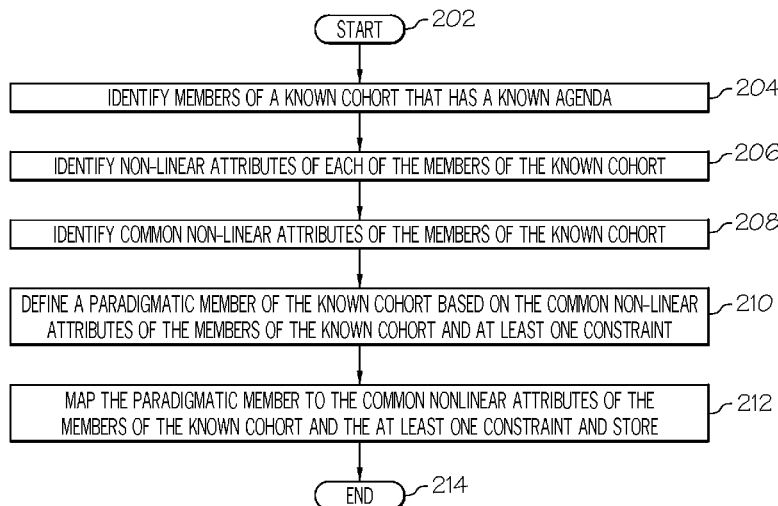 START
202
IDENTIFY MEMBERS OF A KNOWN COHORT THAT HAS A KNOWN AGENDA
204
IDENTIFY NON-LINEAR ATTRIBUTES OF EACH OF THE MEMBERS OF THE KNOWN COHORT
206
IDENTIFY COMMON NON-LINEAR ATTRIBUTES OF THE MEMBERS OF THE KNOWN COHORT
208
DEFINE A PARADIGMATIC MEMBER OF THE KNOWN COHORT BASED ON THE COMMON NON-LINEAR
ATTRIBUTES OF THE MEMBERS OF THE KNOWN COHORT AND AT LEAST ONE CONSTRAINT
210
MAP THE PARADIGMATIC MEMBER TO THE COMMON NONLINEAR ATTRIBUTES OF THE
MEMBERS OF THE KNOWN COHORT AND THE AT LEAST ONE CONSTRAINT AND STORE
212
END
214